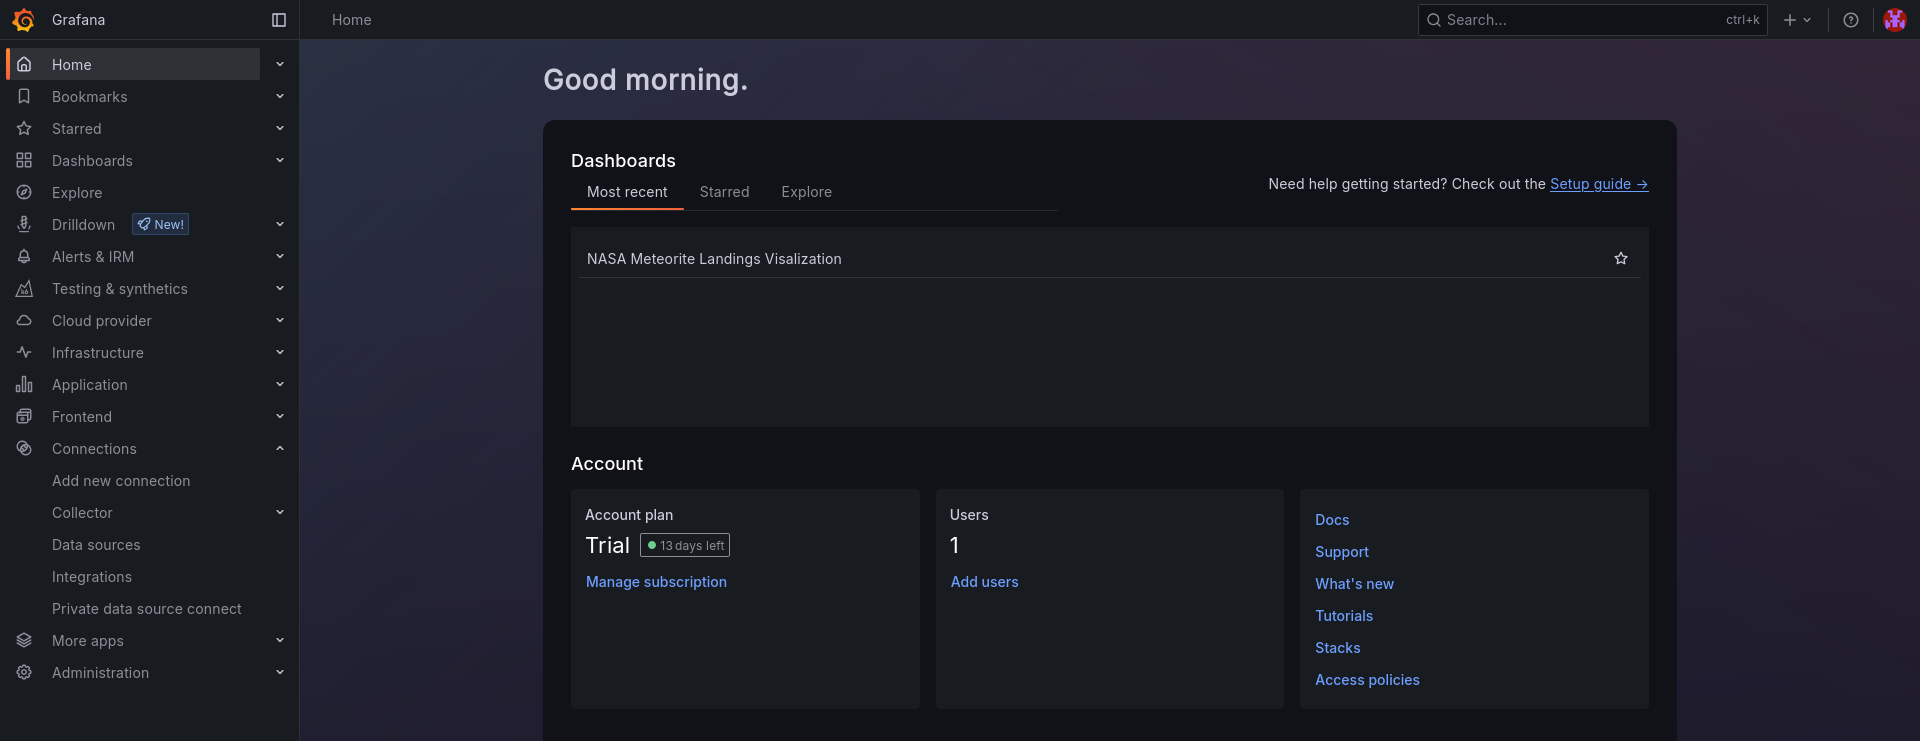 Grafana
Home
Search...
ctrl+k
Home
Bookmarks
Starred
Dashboards
Explore
Drilldown New!
Alerts & IRM
Testing & synthetics
Cloud provider
Infrastructure
Application
Frontend
Connections
Add new connection
Collector
Data sources
Integrations
Private data source connect
More apps
Administration
Good morning.
Dashboards
Most recent Starred Explore
Need help getting started? Check out the Setup guide →
NASA Meteorite Landings Visalization
Account
Account plan
Trial 13 days left
Manage subscription
Users
1
Add users
Docs
Support
What's new
Tutorials
Stacks
Access policies